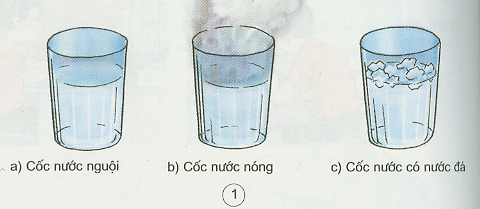 a) Cốc nước nguội
b) Cốc nước nóng
c) Cốc nước có nước đá
1